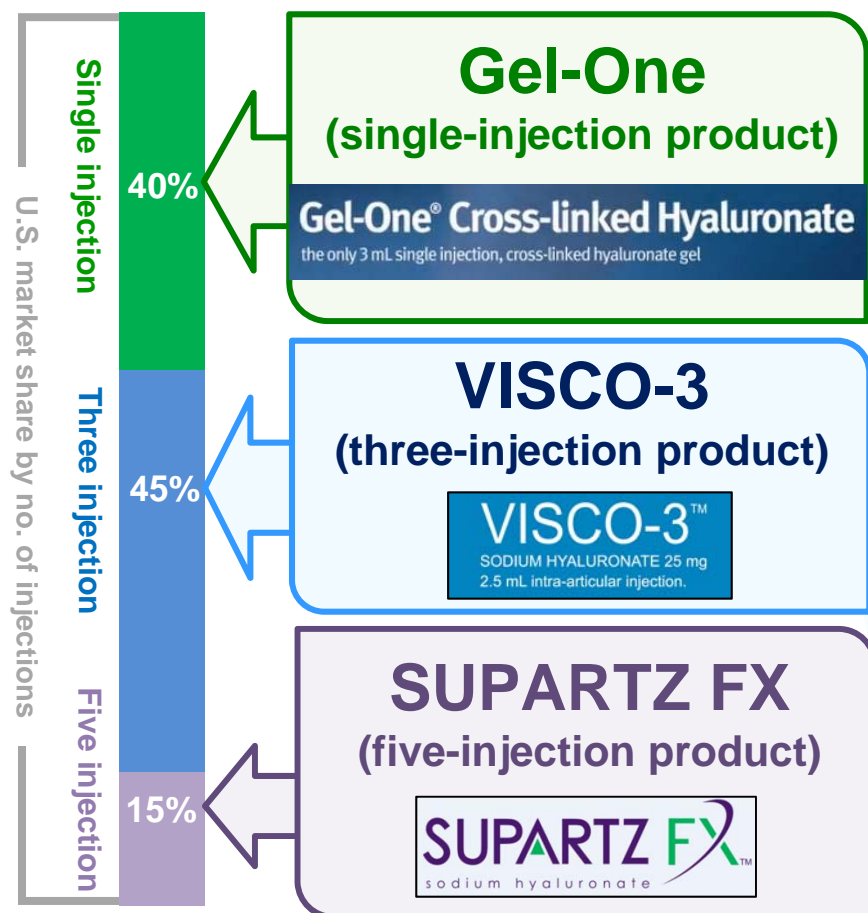 U.S. market share by no. of injections
Single injection
40%
Gel-One
(single-injection product)
Gel-One® Cross-linked Hyaluronate
the only 3 mL single injection, cross-linked hyaluronate gel
Three injection
45%
VISCO-3
(three-injection product)
VISCO-3™
SODIUM HYALURONATE 25 mg
2.5 mL intra-articular injection.
Five injection
15%
SUPARTZ FX
(five-injection product)
SUPARTZ FX™
sodium hyaluronate